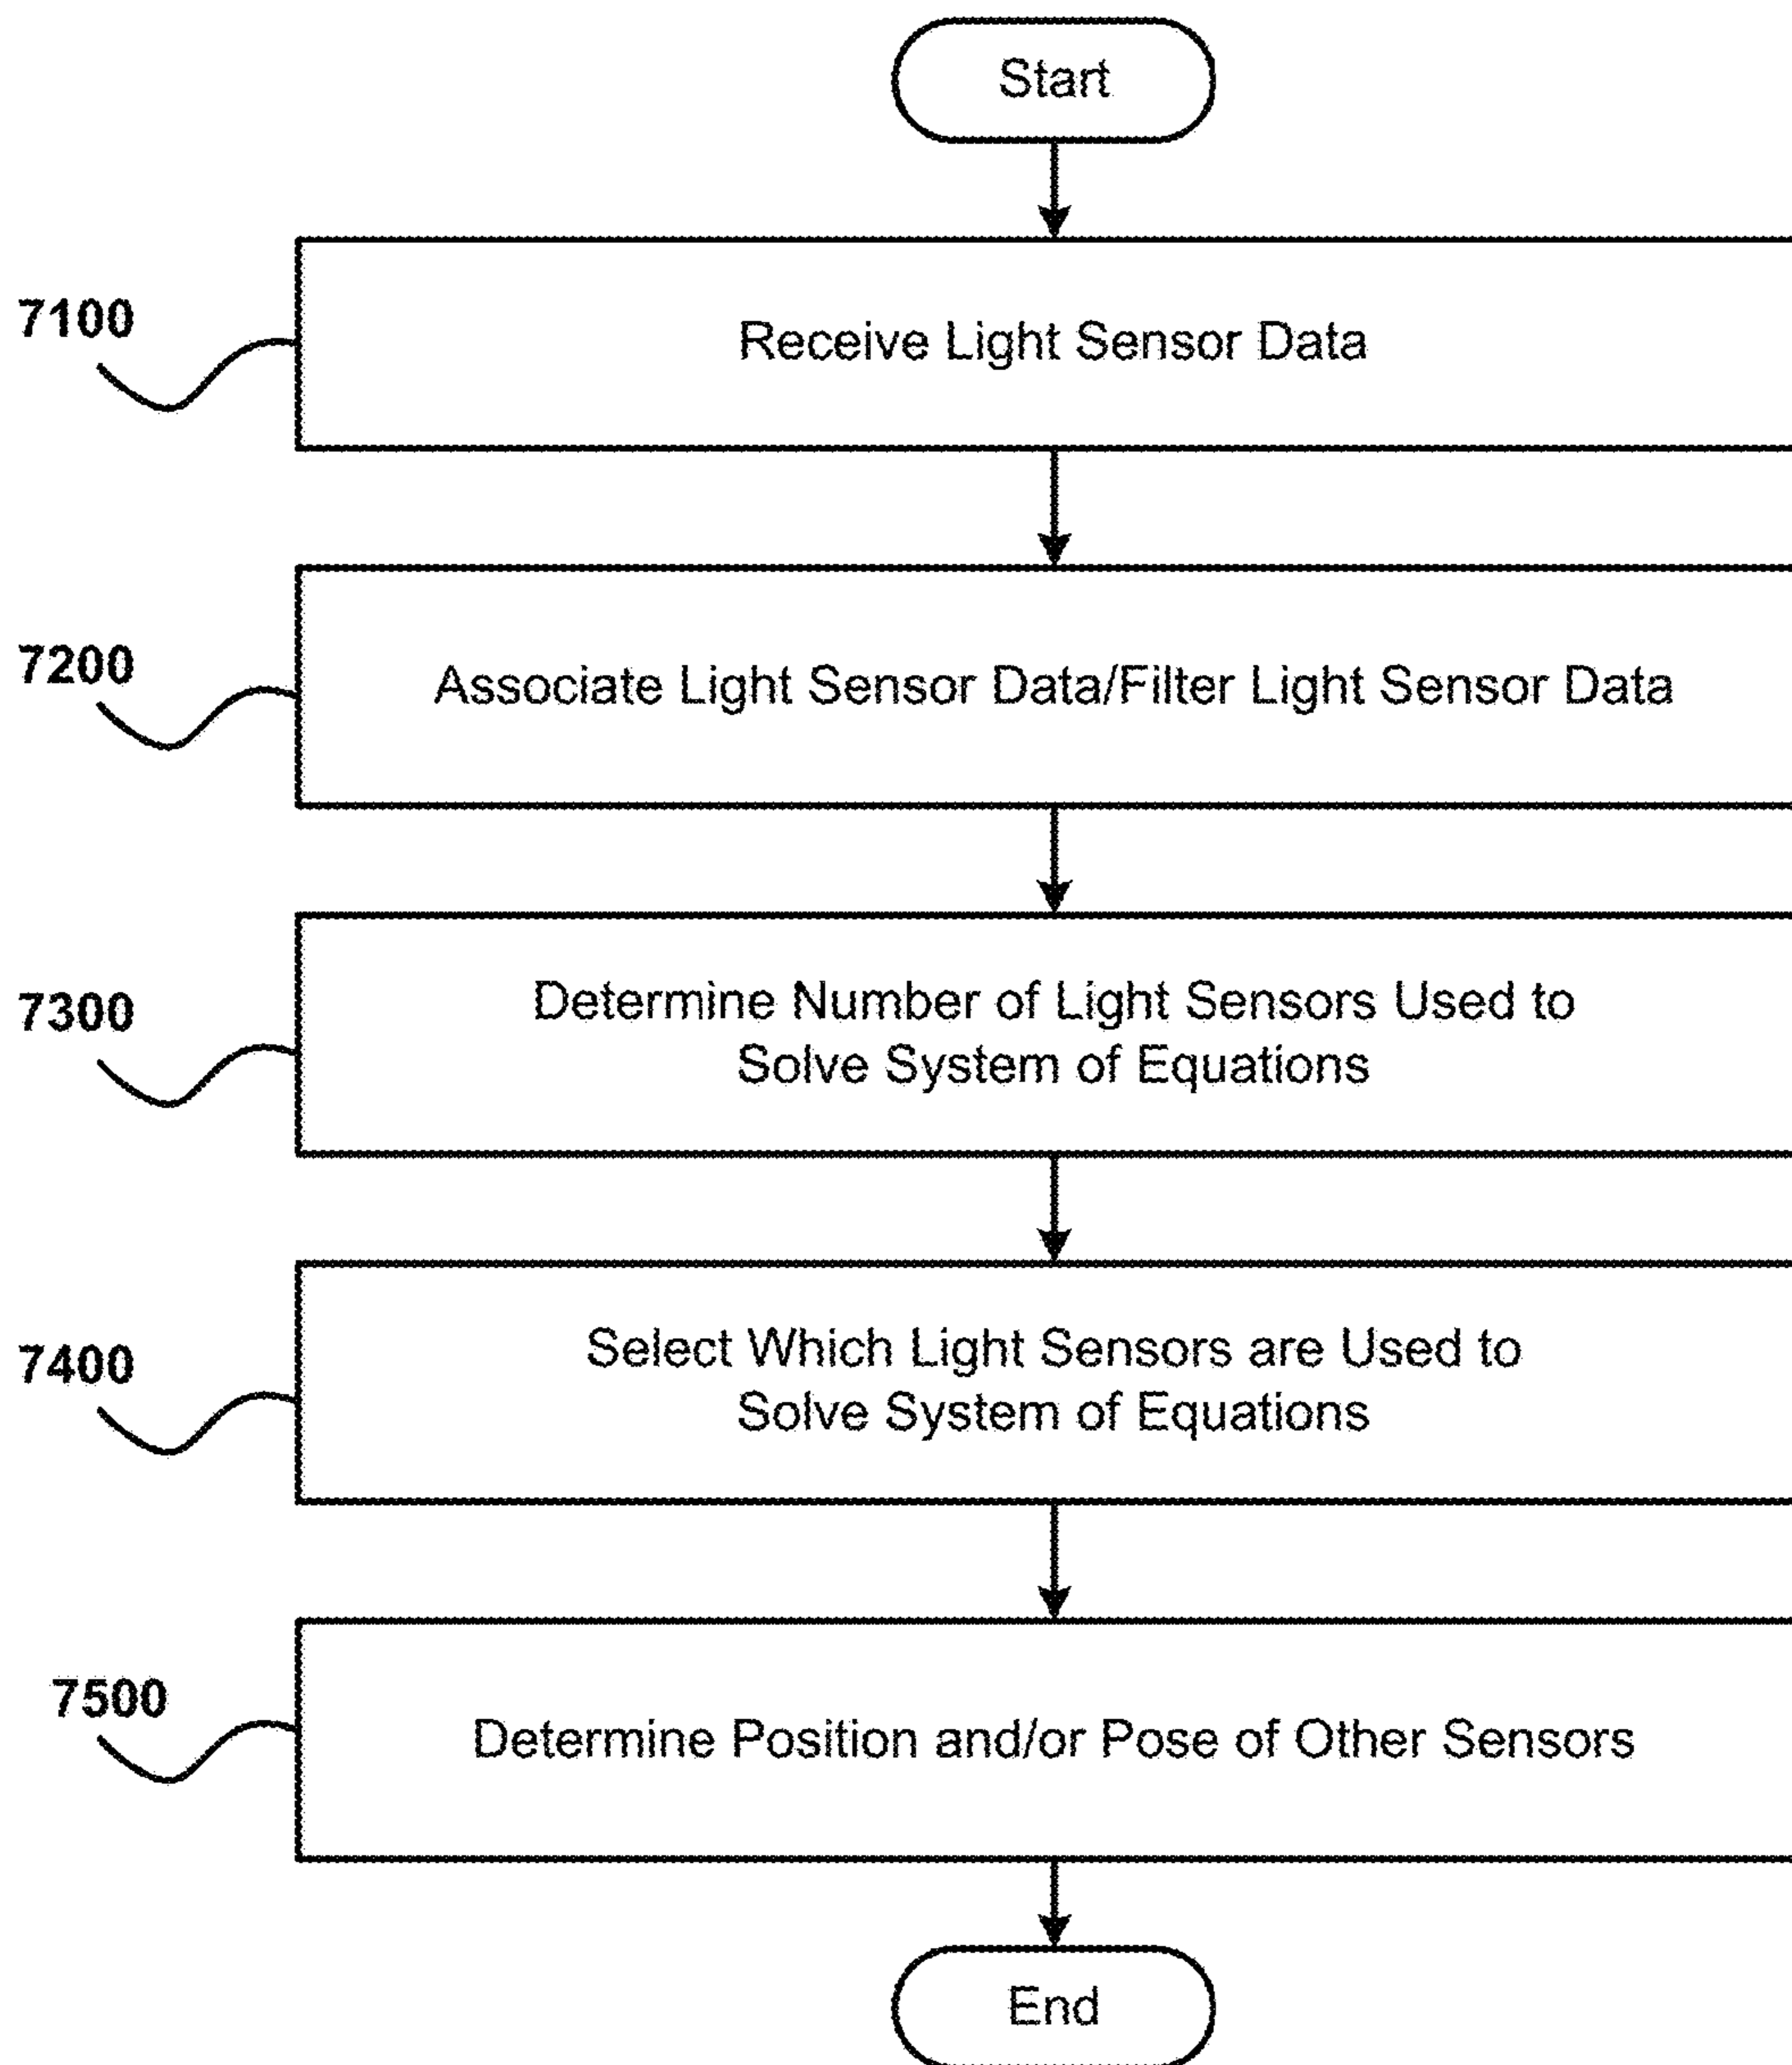 Start
7100
Receive Light Sensor Data
7200
Associate Light Sensor Data/Filter Light Sensor Data
7300
Determine Number of Light Sensors Used to
Solve System of Equations
7400
Select Which Light Sensors are Used to
Solve System of Equations
7500
Determine Position and/or Pose of Other Sensors
End